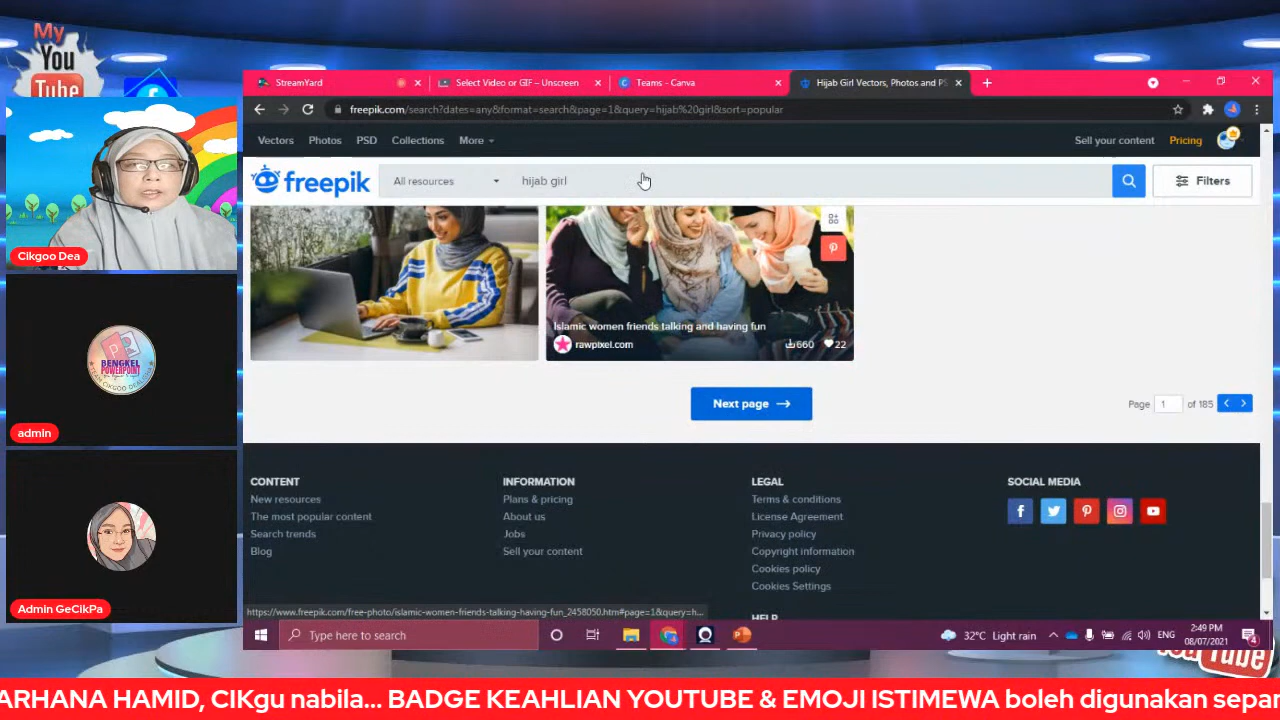 My
You
Tube
Cikgoo Dea
BENGKEL
POWERPOINT
admin
Admin GeCikPa
StreamYard
Select Video or GIF – Unscreen
Teams - Canva
Hijab Girl Vectors, Photos and PS
freepik.com/search?dates=any&format=search&page=1&query=hijab%20girl&sort=popular
Vectors Photos PSD Collections More
Sell your content Pricing
freepik
All resources
hijab girl
Filters
Islamic women friends talking and having fun
rawpixel.com
660 22
Next page →
Page 1 of 185
CONTENT
New resources
The most popular content
Search trends
Blog
INFORMATION
Plans & pricing
About us
Jobs
Sell your content
LEGAL
Terms & conditions
License Agreement
Privacy policy
Copyright information
Cookies policy
Cookies Settings
HELP
SOCIAL MEDIA
https://www.freepik.com/free-photo/islamic-women-friends-talking-having-fun_2458050.htm#page=1&query=h...
Type here to search
32°C Light rain
ENG
2:49 PM
08/07/2021
4
YouTube
ARHANA HAMID, CIKgu nabila... BADGE KEAHLIAN YOUTUBE & EMOJI ISTIMEWA boleh digunakan sepan